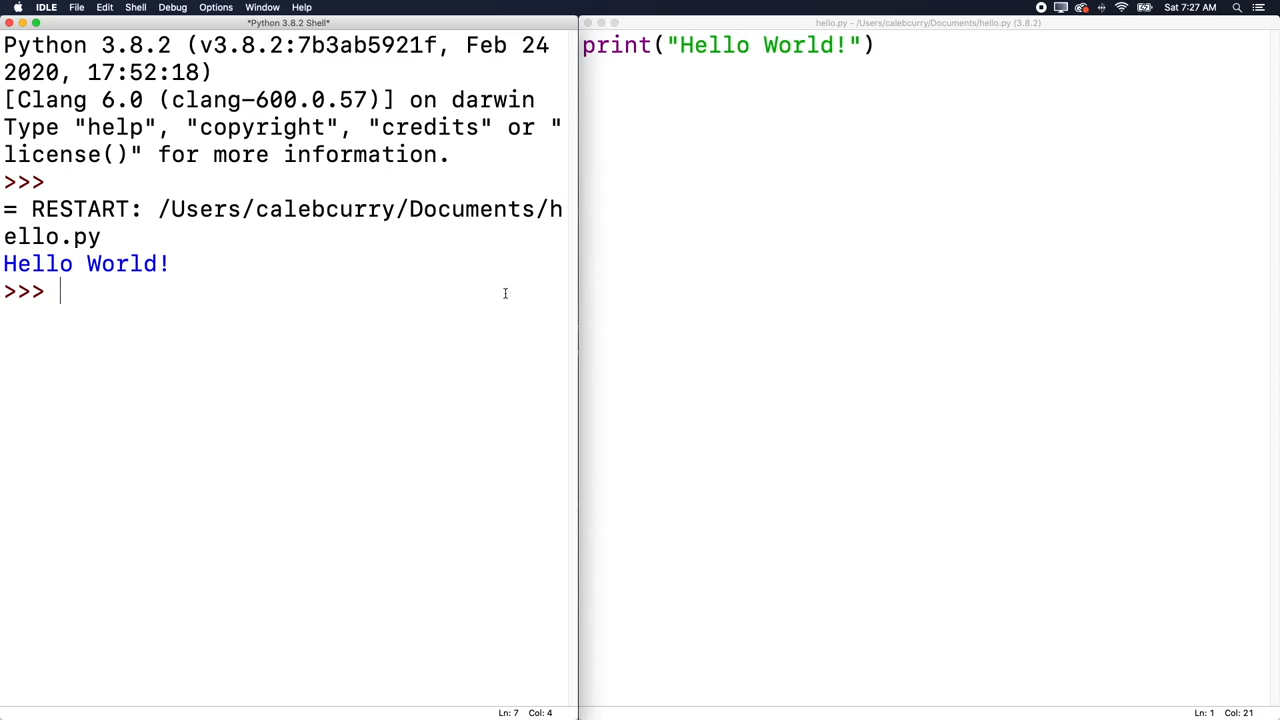 IDLE File Edit Shell Debug Options Window Help Sat 7:27 AM
*Python 3.8.2 Shell*
Python 3.8.2 (v3.8.2:7b3ab5921f, Feb 24
2020, 17:52:18)
[Clang 6.0 (clang-600.0.57)] on darwin
Type "help", "copyright", "credits" or "
license()" for more information.
>>>
= RESTART: /Users/calebcurry/Documents/h
ello.py
Hello World!
>>>
Ln: 7 Col: 4
hello.py - /Users/calebcurry/Documents/hello.py (3.8.2)
print("Hello World!")
Ln: 1 Col: 21